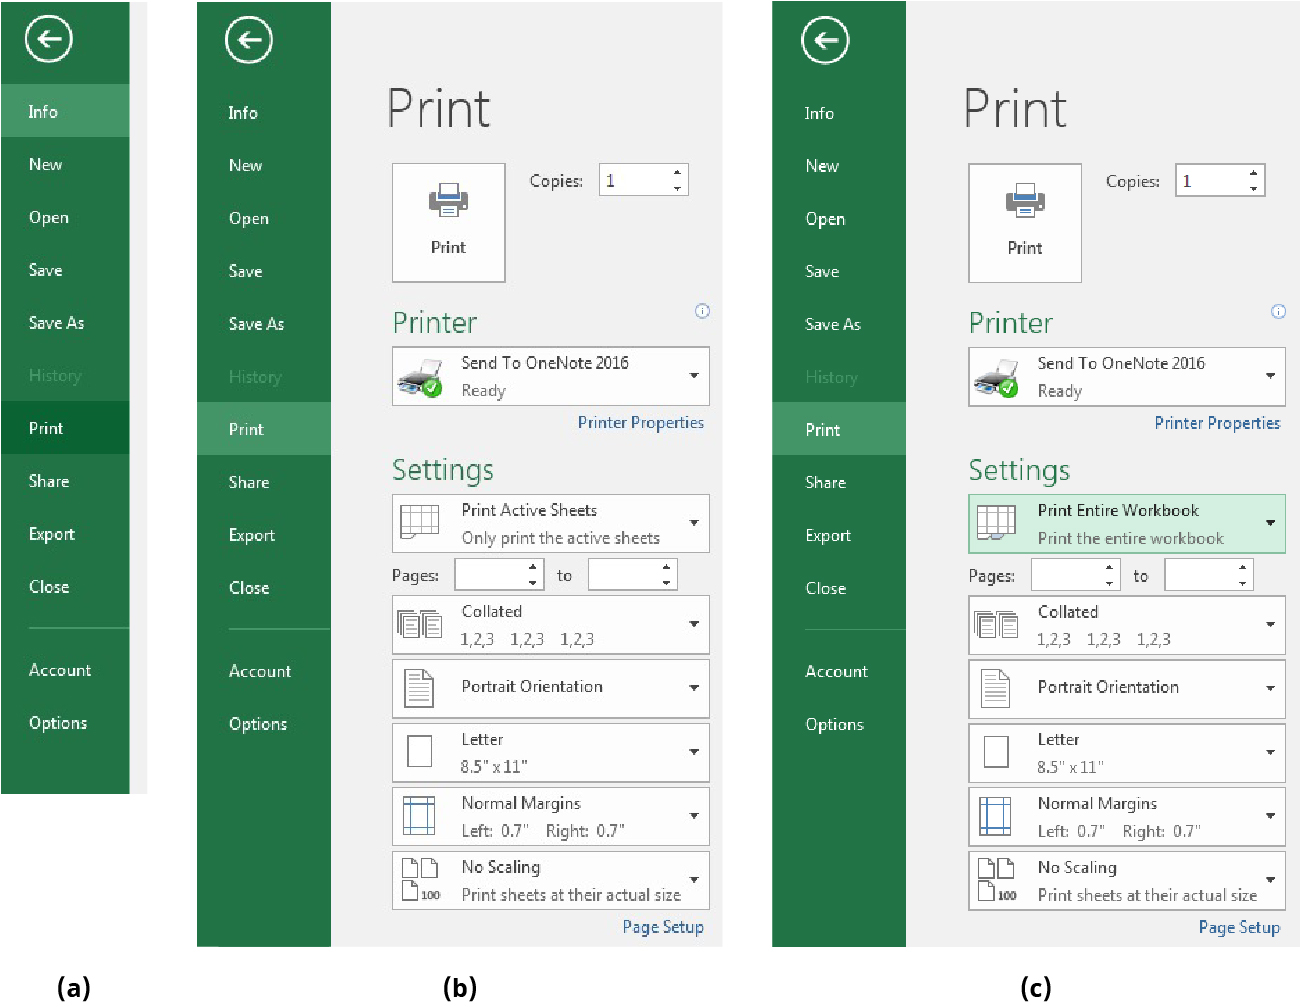 Info
New
Open
Save
Save As
History
Print
Share
Export
Close
Account
Options
(a)
Info
New
Open
Save
Save As
History
Print
Share
Export
Close
Account
Options
Print
Print
Copies: 1
Printer
Send To OneNote 2016
Ready
Printer Properties
Settings
Print Active Sheets
Only print the active sheets
Pages: to
Collated
1,2,3 1,2,3 1,2,3
Portrait Orientation
Letter
8.5" x 11"
Normal Margins
Left: 0.7" Right: 0.7"
No Scaling
100 Print sheets at their actual size
Page Setup
(b)
Info
New
Open
Save
Save As
History
Print
Share
Export
Close
Account
Options
Print
Print
Copies: 1
Printer
Send To OneNote 2016
Ready
Printer Properties
Settings
Print Entire Workbook
Print the entire workbook
Pages: to
Collated
1,2,3 1,2,3 1,2,3
Portrait Orientation
Letter
8.5" x 11"
Normal Margins
Left: 0.7" Right: 0.7"
No Scaling
100 Print sheets at their actual size
Page Setup
(c)